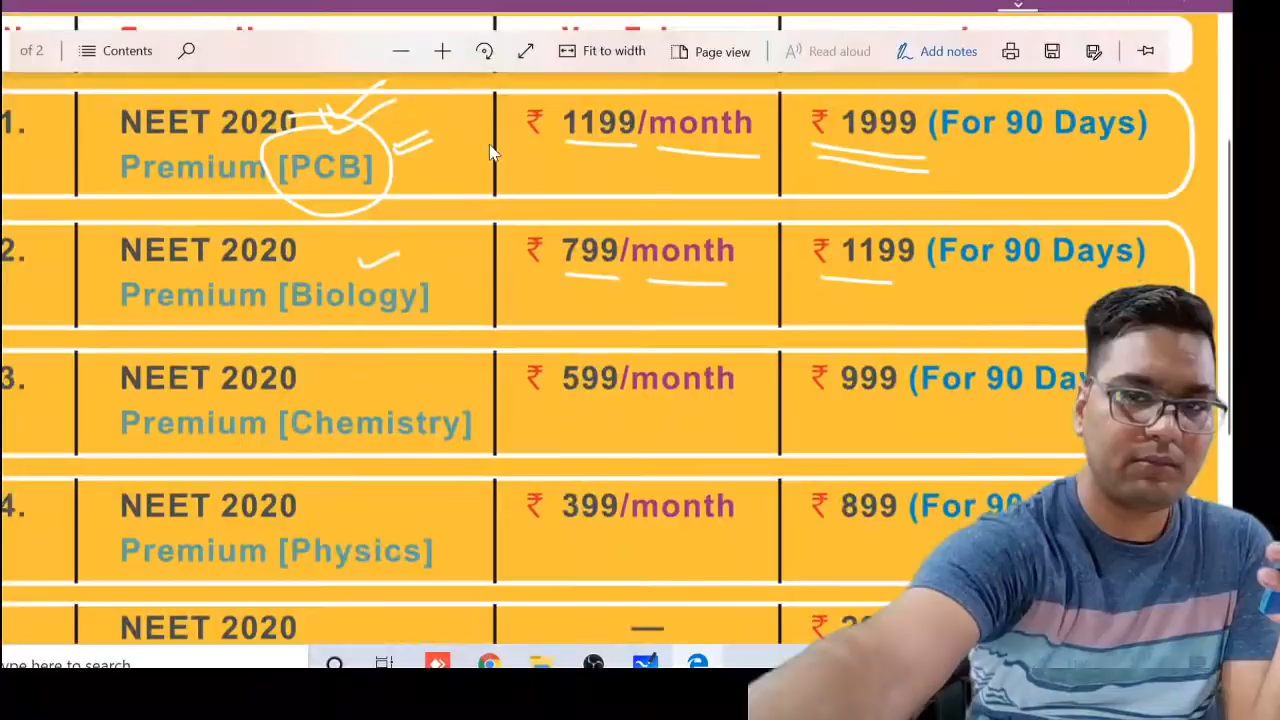 of 2 Contents Fit to width Page view Read aloud Add notes
1. NEET 2020 ₹ 1199/month ₹ 1999 (For 90 Days)
Premium [PCB]
2. NEET 2020 ₹ 799/month ₹ 1199 (For 90 Days)
Premium [Biology]
3. NEET 2020 ₹ 599/month ₹ 999 (For 90 Day
Premium [Chemistry]
4. NEET 2020 ₹ 399/month ₹ 899 (For 90
Premium [Physics]
NEET 2020 — ₹
ype here to search